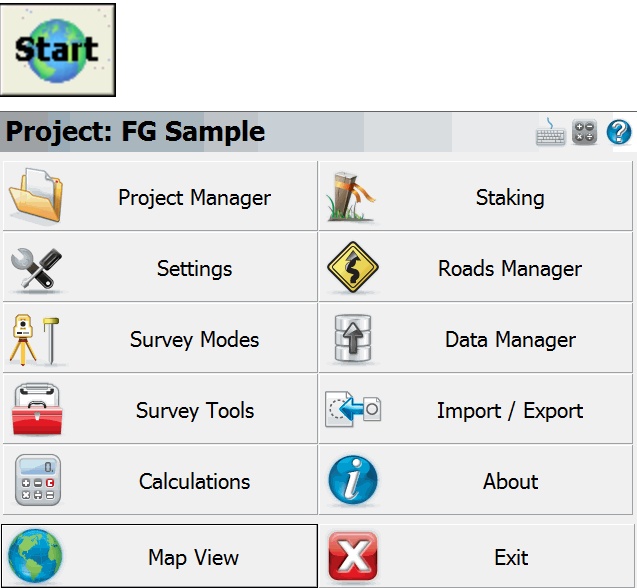 Start
Project: FG Sample
Project Manager
Staking
Settings
Roads Manager
Survey Modes
Data Manager
Survey Tools
Import / Export
0.
Calculations
About
Map View
Exit